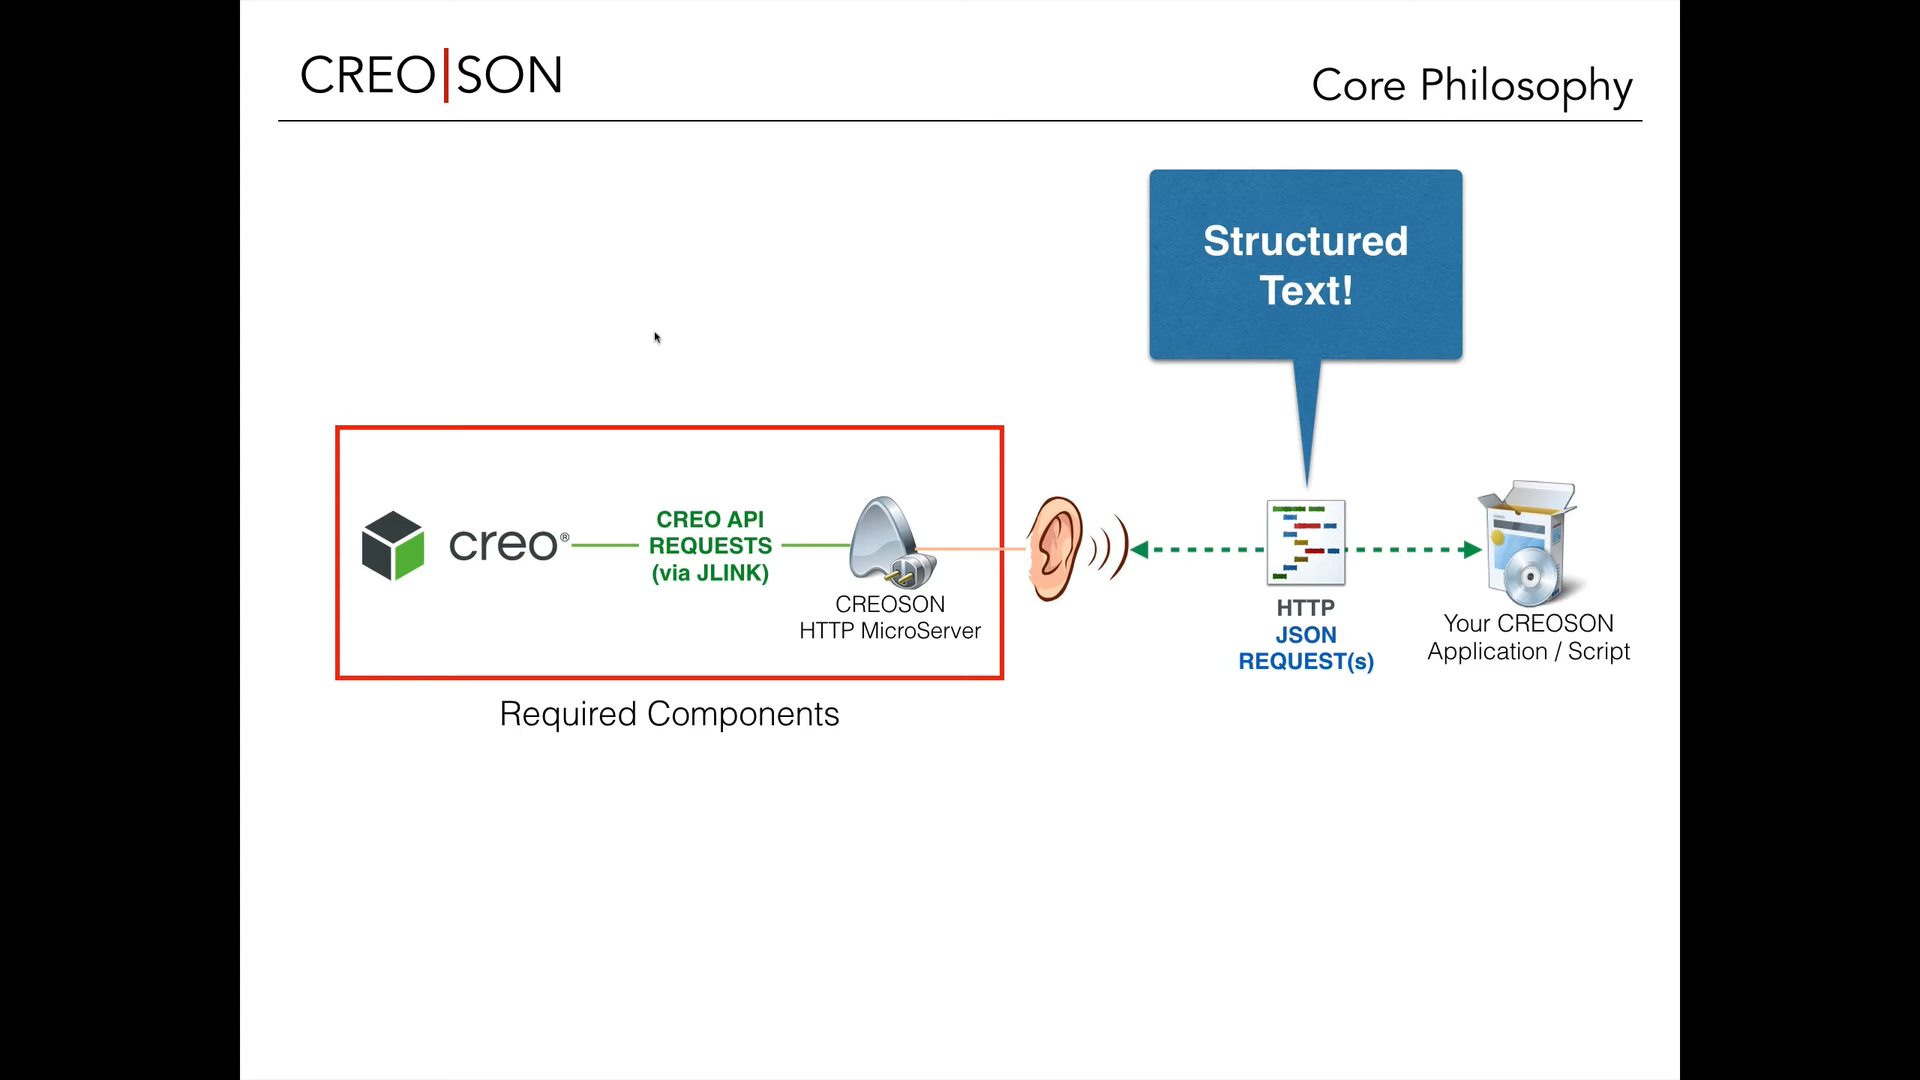 CREO|SON
Core Philosophy
Structured
Text!
creo®
CREO API
REQUESTS
(via JLINK)
CREOSON
HTTP MicroServer
HTTP
JSON
REQUEST(s)
Your CREOSON
Application / Script
Required Components